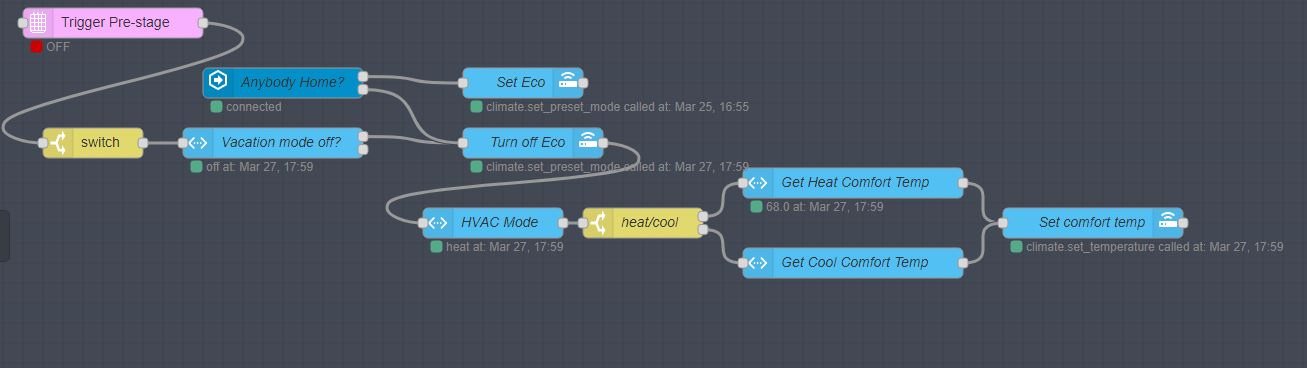 Trigger Pre-stage
OFF
Anybody Home?
connected
Set Eco
climate.set_preset_mode called at: Mar 25, 16:55
switch
Vacation mode off?
off at: Mar 27, 17:59
Turn off Eco
climate.set_preset_mode called at: Mar 27, 17:59
HVAC Mode
heat at: Mar 27, 17:59
heat/cool
Get Heat Comfort Temp
68.0 at: Mar 27, 17:59
Get Cool Comfort Temp
Set comfort temp
climate.set_temperature called at: Mar 27, 17:59